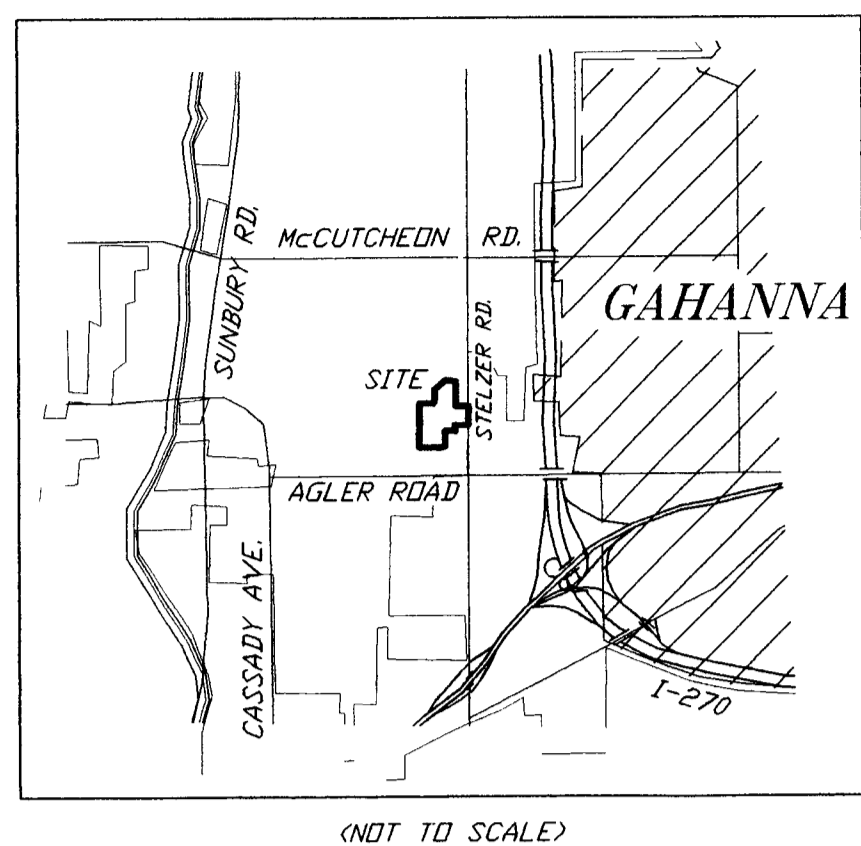 SUNBURY RD.
McCUTCHEON RD.
GAHANNA
SITE
STELZER RD.
AGLER ROAD
CASSADY AVE.
I-270
<NOT TO SCALE>